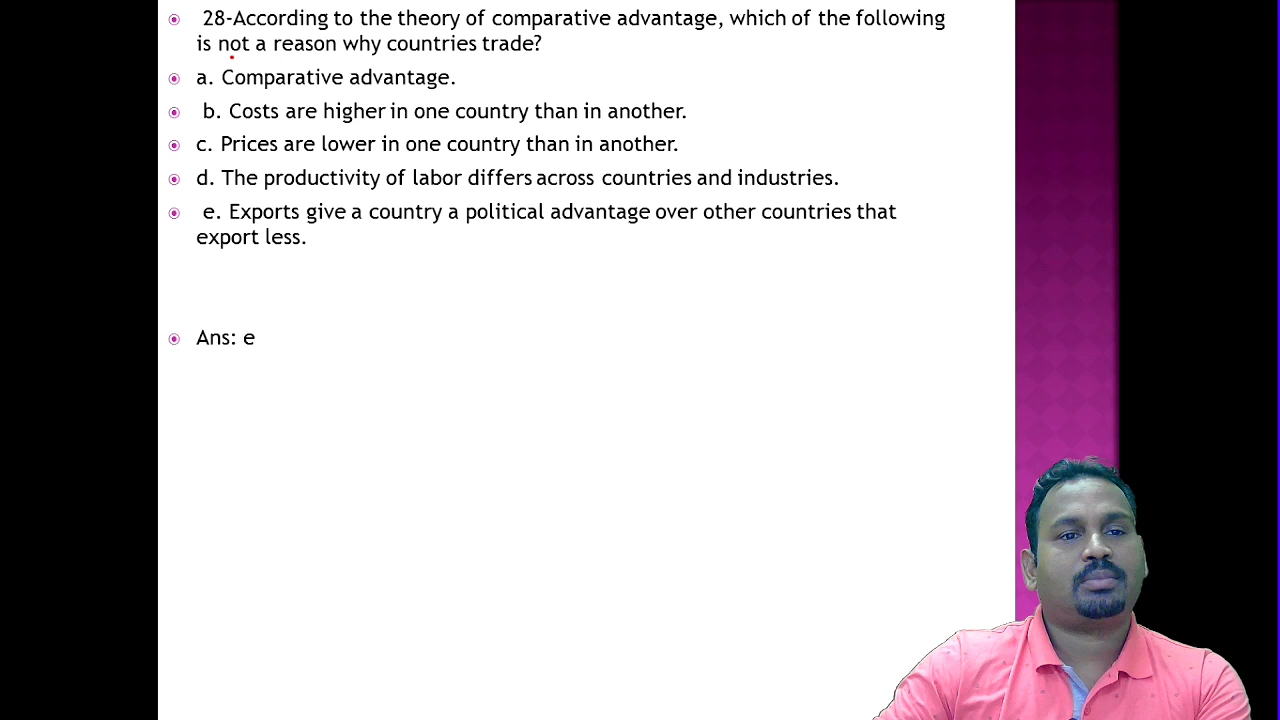 28-According to the theory of comparative advantage, which of the following
is not a reason why countries trade?
a. Comparative advantage.
b. Costs are higher in one country than in another.
c. Prices are lower in one country than in another.
d. The productivity of labor differs across countries and industries.
e. Exports give a country a political advantage over other countries that
export less.
Ans: e